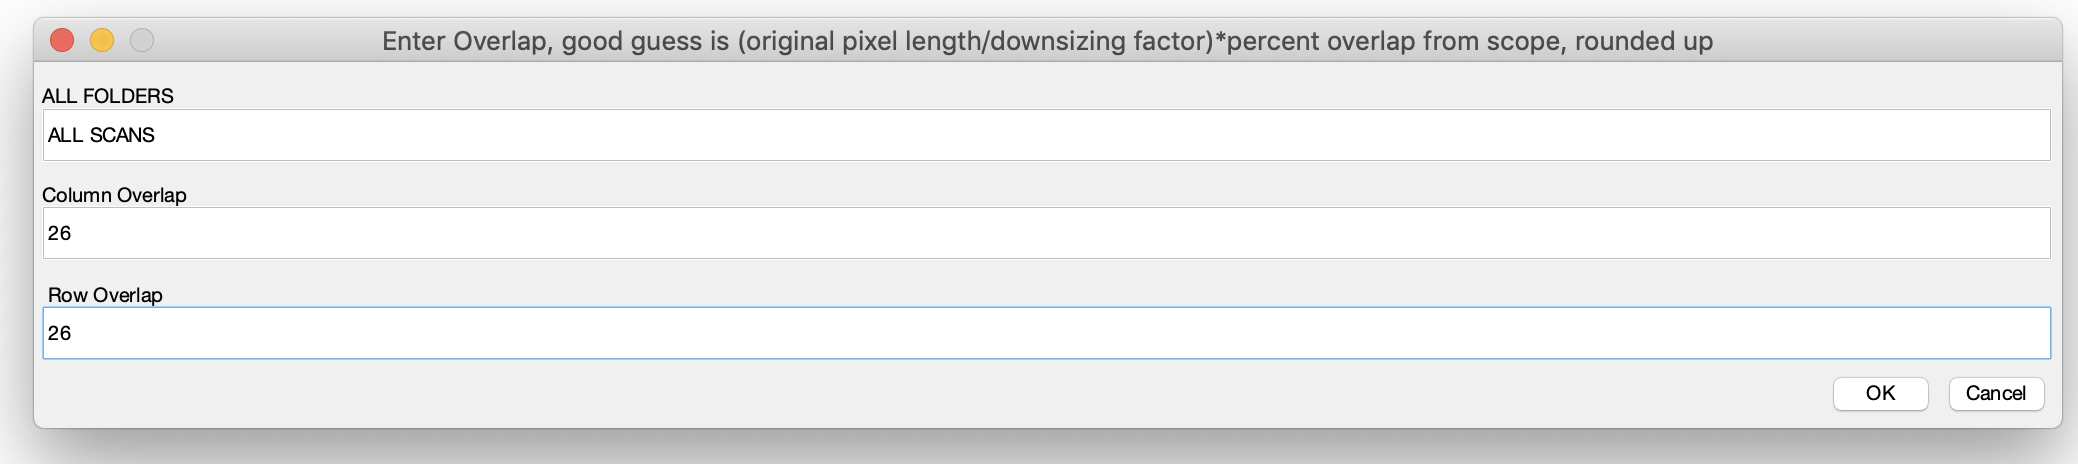 Enter Overlap, good guess is (original pixel length/downsizing factor)*percent overlap from scope, rounded up
ALL FOLDERS
ALL SCANS
Column Overlap
26
Row Overlap
26
OK Cancel